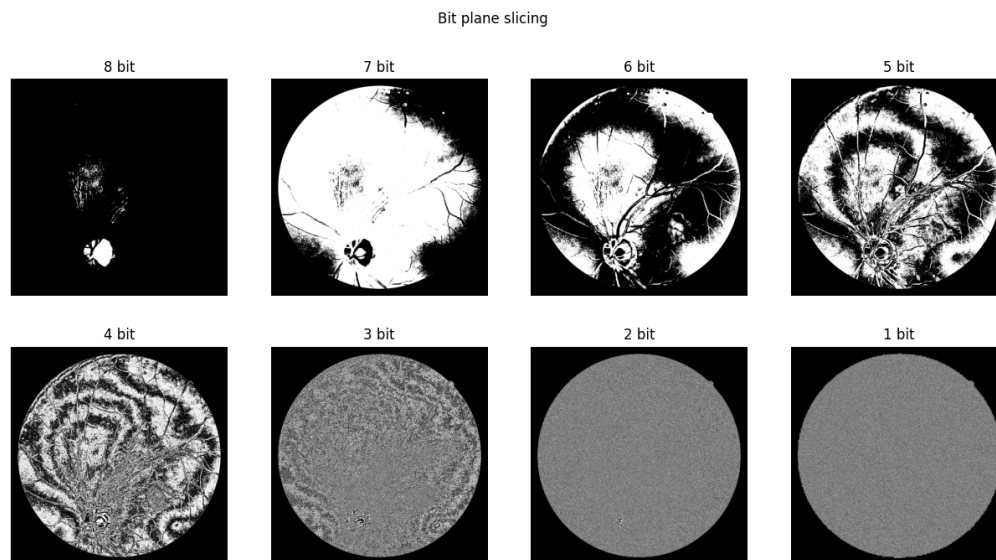 Bit plane slicing
8 bit
7 bit
6 bit
5 bit
4 bit
3 bit
2 bit
1 bit